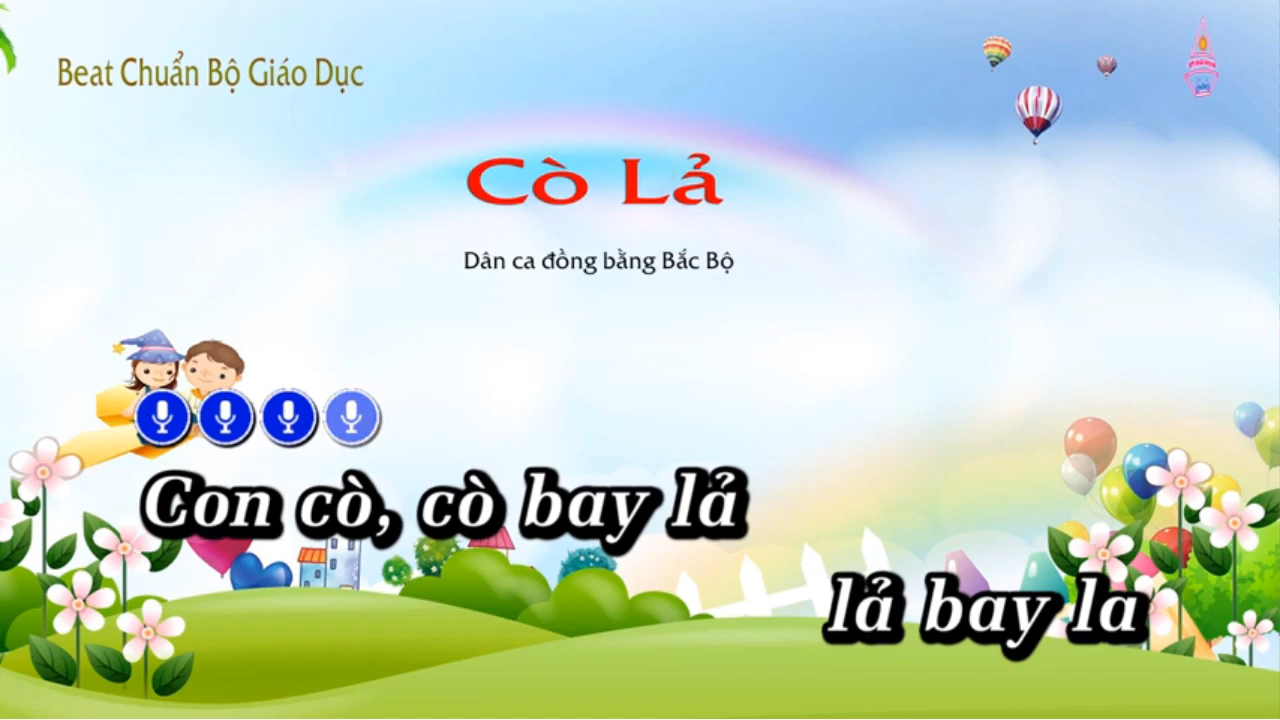 Beat Chuẩn Bộ Giáo Dục
Cò Lả
Dân ca đồng bằng Bắc Bộ
Con cò, cò bay lả
lả bay la